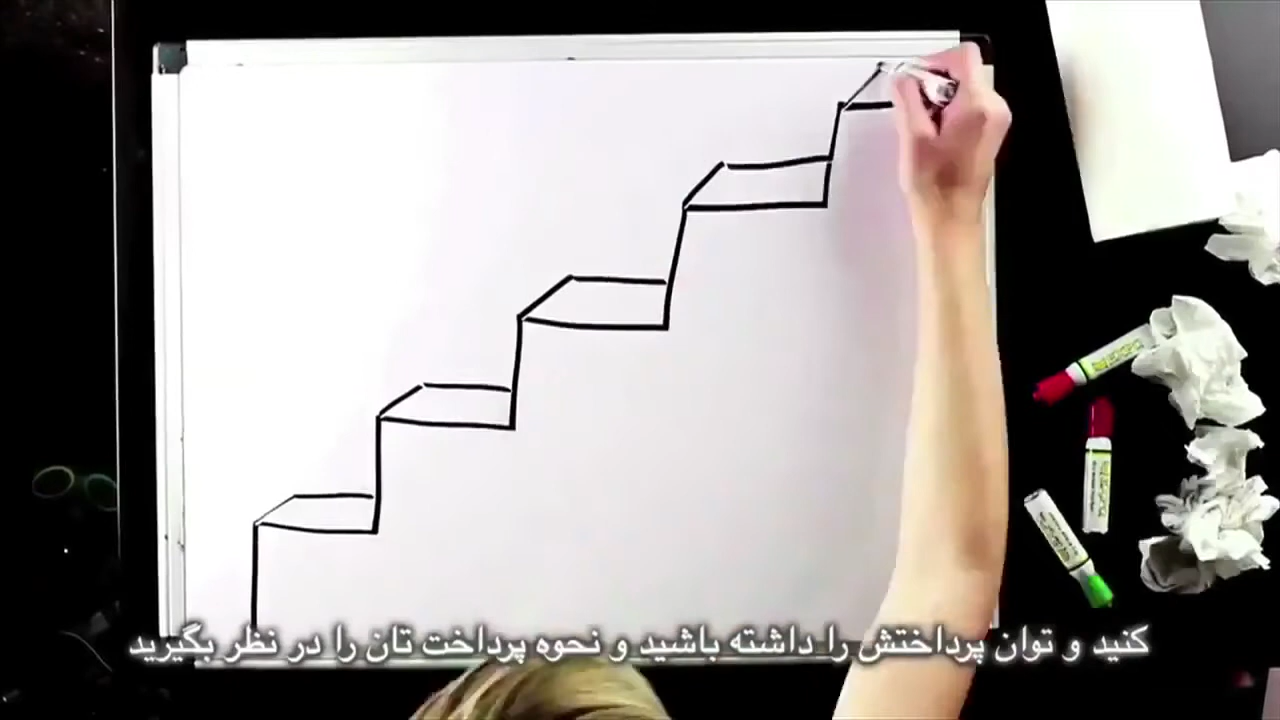 کنید و توان پرداختش را داشته باشید و نحوه پرداخت تان را در نظر بگیرید